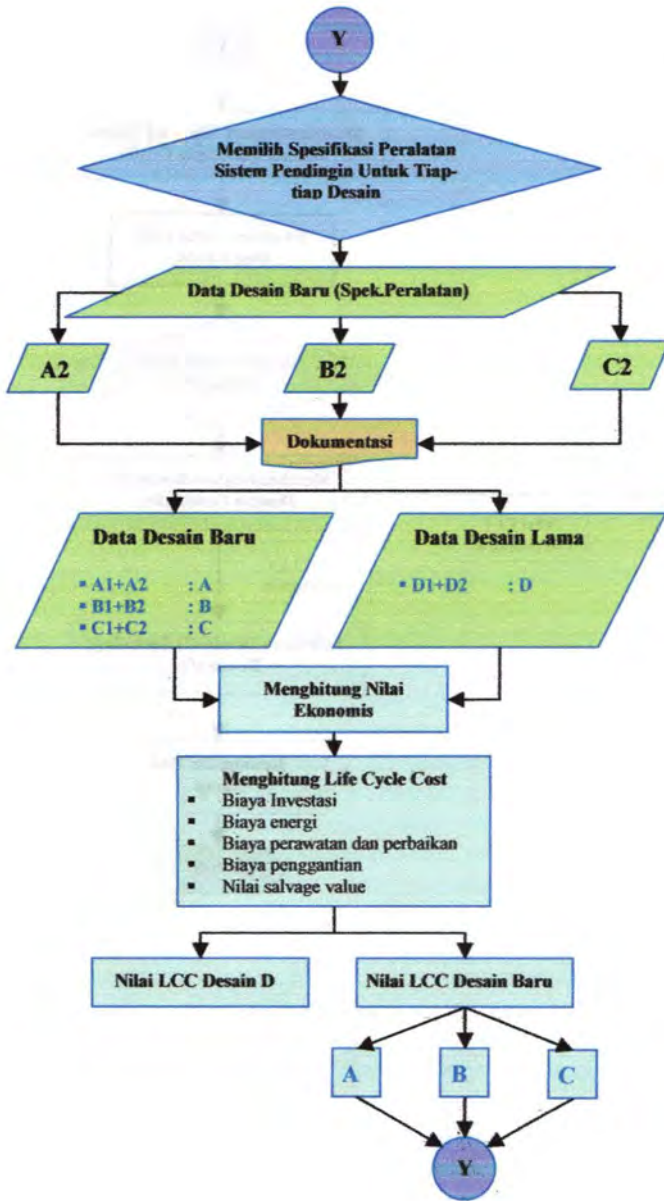 Y
Memilih Spesifikasi Peralatan
Sistem Pendingin Untuk Tiap-
tiap Desain
Data Desain Baru (Spek.Peralatan)
A2
B2
C2
Dokumentasi
Data Desain Baru
▪ A1+A2 : A
▪ B1+B2 : B
▪ C1+C2 : C
Data Desain Lama
▪ D1+D2 : D
Menghitung Nilai
Ekonomis
Menghitung Life Cycle Cost
▪ Biaya Investasi
▪ Biaya energi
▪ Biaya perawatan dan perbaikan
▪ Biaya penggantian
▪ Nilai salvage value
Nilai LCC Desain D
Nilai LCC Desain Baru
A
B
C
Y